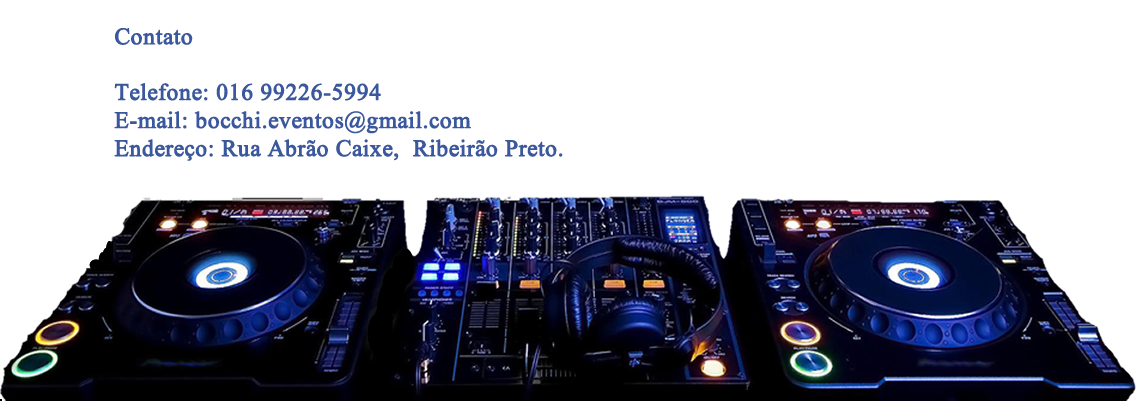 Contato
Telefone: 016 99226-5994
E-mail: bocchi.eventos@gmail.com
Endereço: Rua Abrão Caixe, Ribeirão Preto.